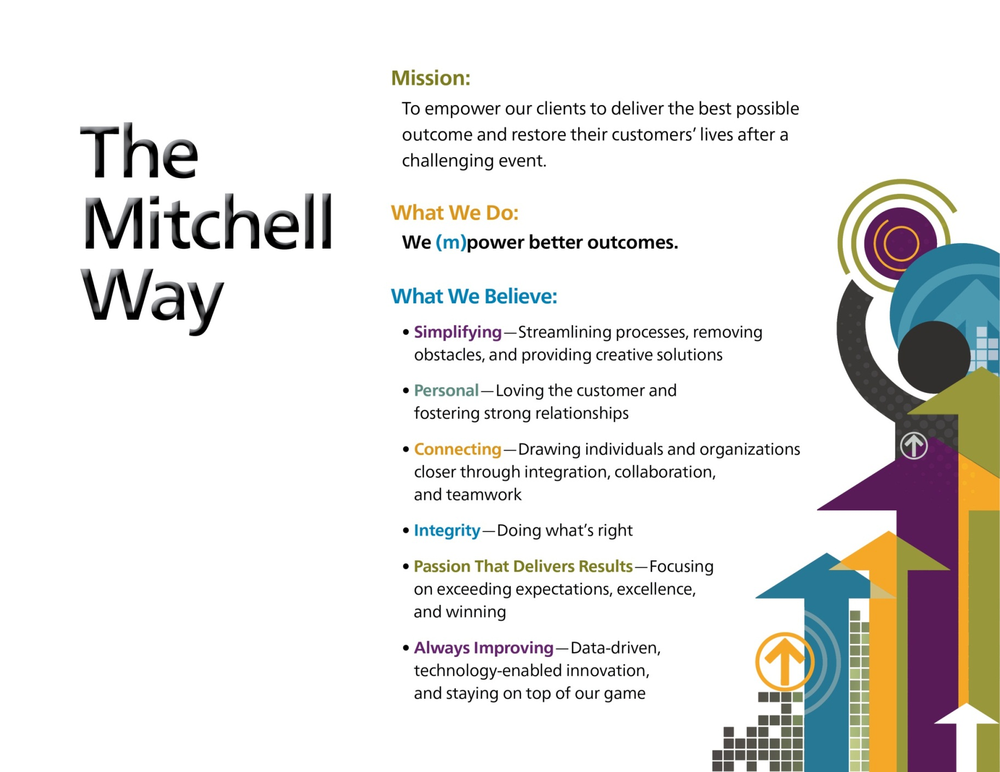 The
Mitchell
Way
Mission:
To empower our clients to deliver the best possible
outcome and restore their customers’ lives after a
challenging event.
What We Do:
We (m)power better outcomes.
What We Believe:
• Simplifying—Streamlining processes, removing
obstacles, and providing creative solutions
• Personal—Loving the customer and
fostering strong relationships
• Connecting—Drawing individuals and organizations
closer through integration, collaboration,
and teamwork
• Integrity—Doing what’s right
• Passion That Delivers Results—Focusing
on exceeding expectations, excellence,
and winning
• Always Improving—Data-driven,
technology-enabled innovation,
and staying on top of our game